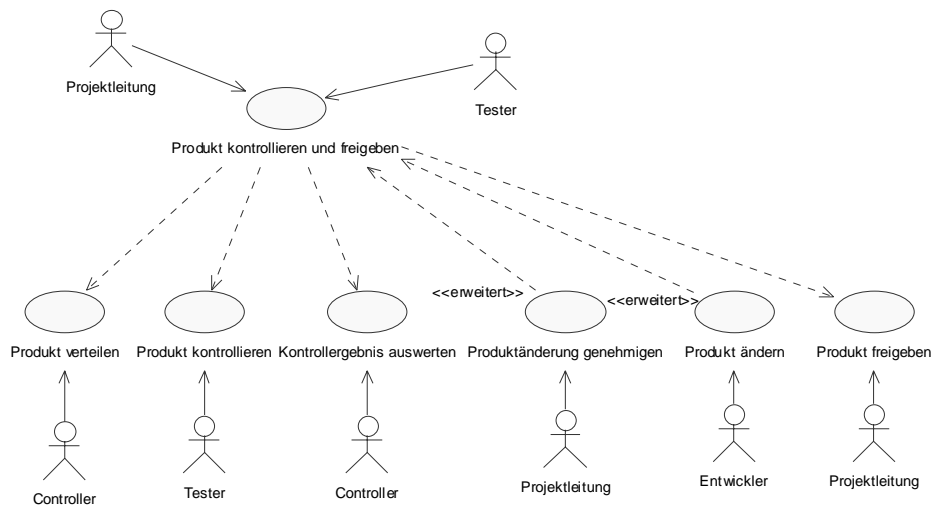 Projektleitung
Tester
Produkt kontrollieren und freigeben
<<erweitert>>
<<erweitert>>
Produkt verteilen
Produkt kontrollieren
Kontrollergebnis auswerten
Produktänderung genehmigen
Produkt ändern
Produkt freigeben
Controller
Tester
Controller
Projektleitung
Entwickler
Projektleitung